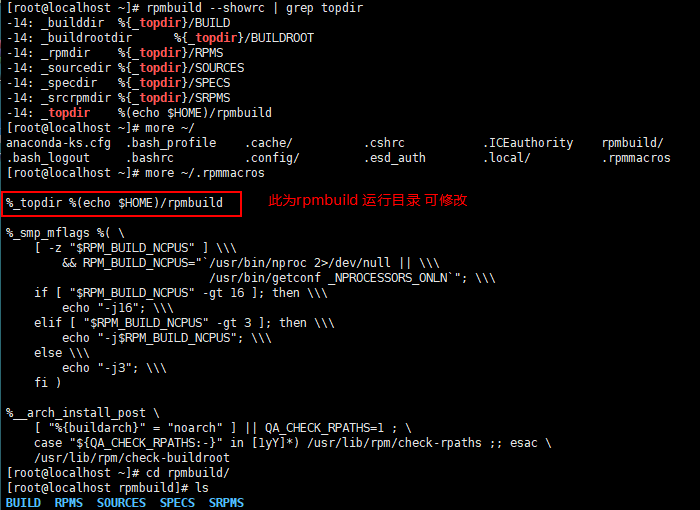 [root@localhost ~]# rpmbuild --showrc | grep topdir
-14: _builddir  %{_topdir}/BUILD
-14: _buildrootdir      %{_topdir}/BUILDROOT
-14: _rpmdir    %{_topdir}/RPMS
-14: _sourcedir %{_topdir}/SOURCES
-14: _specdir   %{_topdir}/SPECS
-14: _srcrpmdir %{_topdir}/SRPMS
-14: _topdir    %(echo $HOME)/rpmbuild
[root@localhost ~]# more ~/
anaconda-ks.cfg  .bash_profile    .cache/          .cshrc           .ICEauthority    rpmbuild/
.bash_logout     .bashrc          .config/         .esd_auth        .local/          .rpmmacros
[root@localhost ~]# more ~/.rpmmacros
%_topdir %(echo $HOME)/rpmbuild 此为rpmbuild 运行目录 可修改
%_smp_mflags %( \
    [ -z "$RPM_BUILD_NCPUS" ] \\\
        && RPM_BUILD_NCPUS="`/usr/bin/nproc 2>/dev/null || \\\
                             /usr/bin/getconf _NPROCESSORS_ONLN`"; \\\
    if [ "$RPM_BUILD_NCPUS" -gt 16 ]; then \\\
        echo "-j16"; \\\
    elif [ "$RPM_BUILD_NCPUS" -gt 3 ]; then \\\
        echo "-j$RPM_BUILD_NCPUS"; \\\
    else \\\
        echo "-j3"; \\\
    fi )
%__arch_install_post \
    [ "%{buildarch}" = "noarch" ] || QA_CHECK_RPATHS=1 ; \
    case "${QA_CHECK_RPATHS:-}" in [1yY]*) /usr/lib/rpm/check-rpaths ;; esac \
    /usr/lib/rpm/check-buildroot
[root@localhost ~]# cd rpmbuild/
[root@localhost rpmbuild]# ls
BUILD  RPMS  SOURCES  SPECS  SRPMS